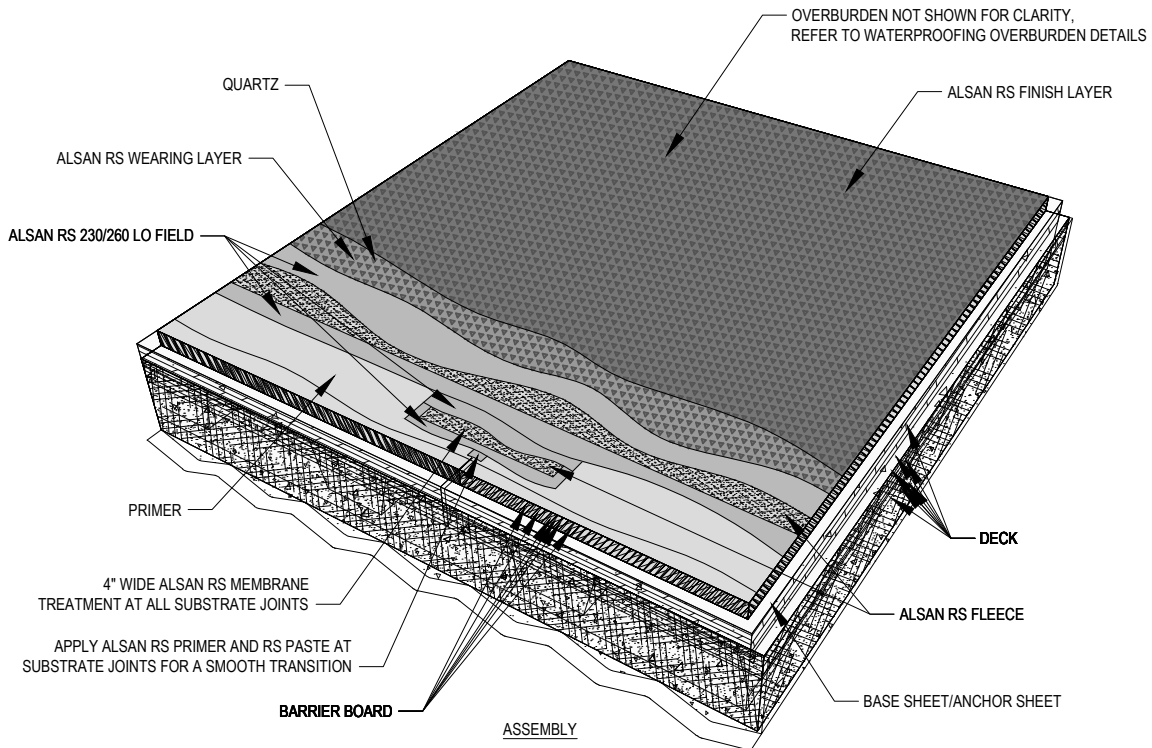 OVERBURDEN NOT SHOWN FOR CLARITY,
REFER TO WATERPROOFING OVERBURDEN DETAILS
QUARTZ
ALSAN RS FINISH LAYER
ALSAN RS WEARING LAYER
ALSAN RS 230/260 LO FIELD
PRIMER
DECK
4" WIDE ALSAN RS MEMBRANE
TREATMENT AT ALL SUBSTRATE JOINTS
ALSAN RS FLEECE
APPLY ALSAN RS PRIMER AND RS PASTE AT
SUBSTRATE JOINTS FOR A SMOOTH TRANSITION
BASE SHEET/ANCHOR SHEET
BARRIER BOARD
ASSEMBLY